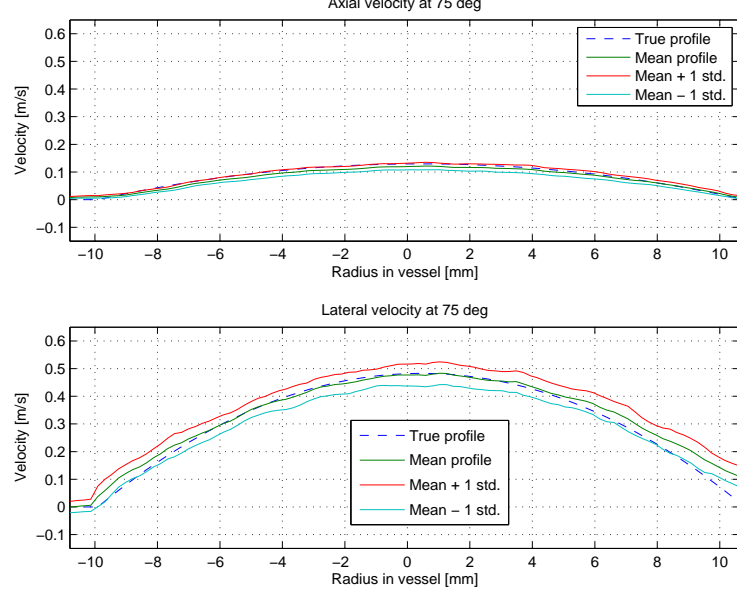 Axial velocity at 75 deg
0.6
0.5
0.4
0.3
0.2
0.1
0
−0.1
Velocity [m/s]
True profile
Mean profile
Mean + 1 std.
Mean − 1 std.
−10 −8 −6 −4 −2 0 2 4 6 8 10
Radius in vessel [mm]
Lateral velocity at 75 deg
0.6
0.5
0.4
0.3
0.2
0.1
0
−0.1
Velocity [m/s]
True profile
Mean profile
Mean + 1 std.
Mean − 1 std.
−10 −8 −6 −4 −2 0 2 4 6 8 10
Radius in vessel [mm]